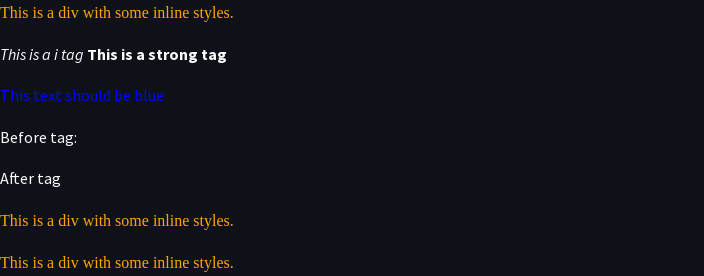 This is a div with some inline styles.
This is a i tag This is a strong tag
This text should be blue
Before tag:
After tag
This is a div with some inline styles.
This is a div with some inline styles.